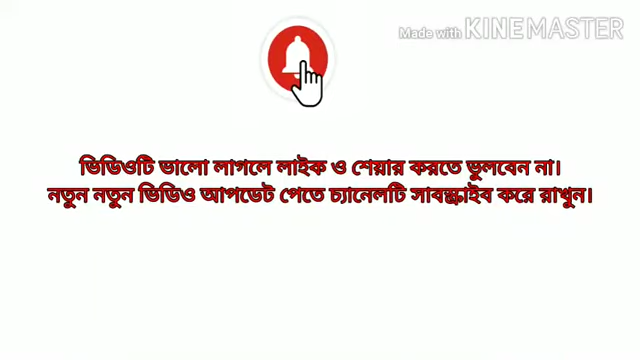 Made with KINEMASTER
ভিডিওটি ভালো লাগলে লাইক ও শেয়ার করতে ভুলবেন না।
নতুন নতুন ভিডিও আপডেট পেতে চ্যানেলটি সাবস্ক্রাইব করে রাখুন।